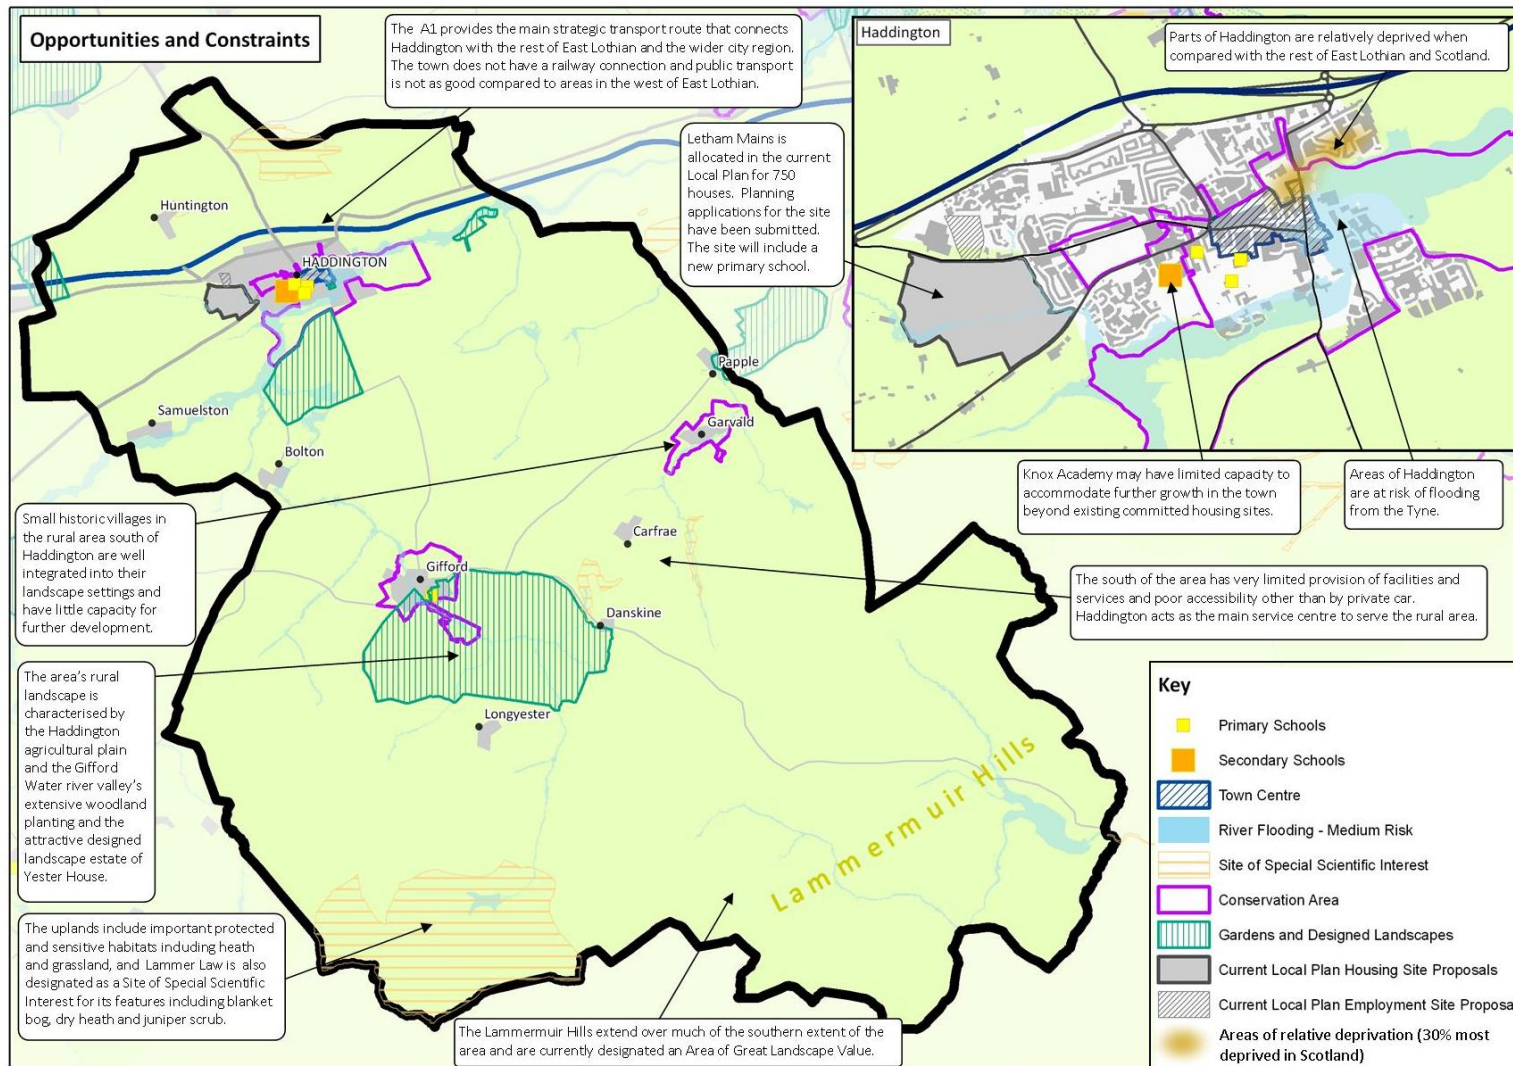 Opportunities and Constraints
The A1 provides the main strategic transport route that connects
Haddington with the rest of East Lothian and the wider city region.
The town does not have a railway connection and public transport
is not as good compared to areas in the west of East Lothian.
Haddington
Parts of Haddington are relatively deprived when
compared with the rest of East Lothian and Scotland.
Letham Mains is
allocated in the current
Local Plan for 750
houses. Planning
applications for the site
have been submitted.
The site will include a
new primary school.
Huntington
HADDINGTON
Papple
Samuelston
Garvald
Bolton
Knox Academy may have limited capacity to
accommodate further growth in the town
beyond existing committed housing sites.
Areas of Haddington
are at risk of flooding
from the Tyne.
Small historic villages in
the rural area south of
Haddington are well
integrated into their
landscape settings and
have little capacity for
further development.
Carfrae
Gifford
Danskine
The south of the area has very limited provision of facilities and
services and poor accessibility other than by private car.
Haddington acts as the main service centre to serve the rural area.
The area's rural
landscape is
characterised by
the Haddington
agricultural plain
and the Gifford
Water river valley's
extensive woodland
planting and the
attractive designed
landscape estate of
Yester House.
Longyester
Lammermuir Hills
The uplands include important protected
and sensitive habitats including heath
and grassland, and Lammer Law is also
designated as a Site of Special Scientific
Interest for its features including blanket
bog, dry heath and juniper scrub.
The Lammermuir Hills extend over much of the southern extent of the
area and are currently designated an Area of Great Landscape Value.
Key
Primary Schools
Secondary Schools
Town Centre
River Flooding - Medium Risk
Site of Special Scientific Interest
Conservation Area
Gardens and Designed Landscapes
Current Local Plan Housing Site Proposals
Current Local Plan Employment Site Proposa
Areas of relative deprivation (30% most
deprived in Scotland)